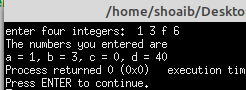 /home/shoaib/Deskto
enter four integers:  1 3 f 6
The numbers you entered are
a = 1, b = 3, c = 0, d = 40
Process returned 0 (0x0)   execution tim
Press ENTER to continue.